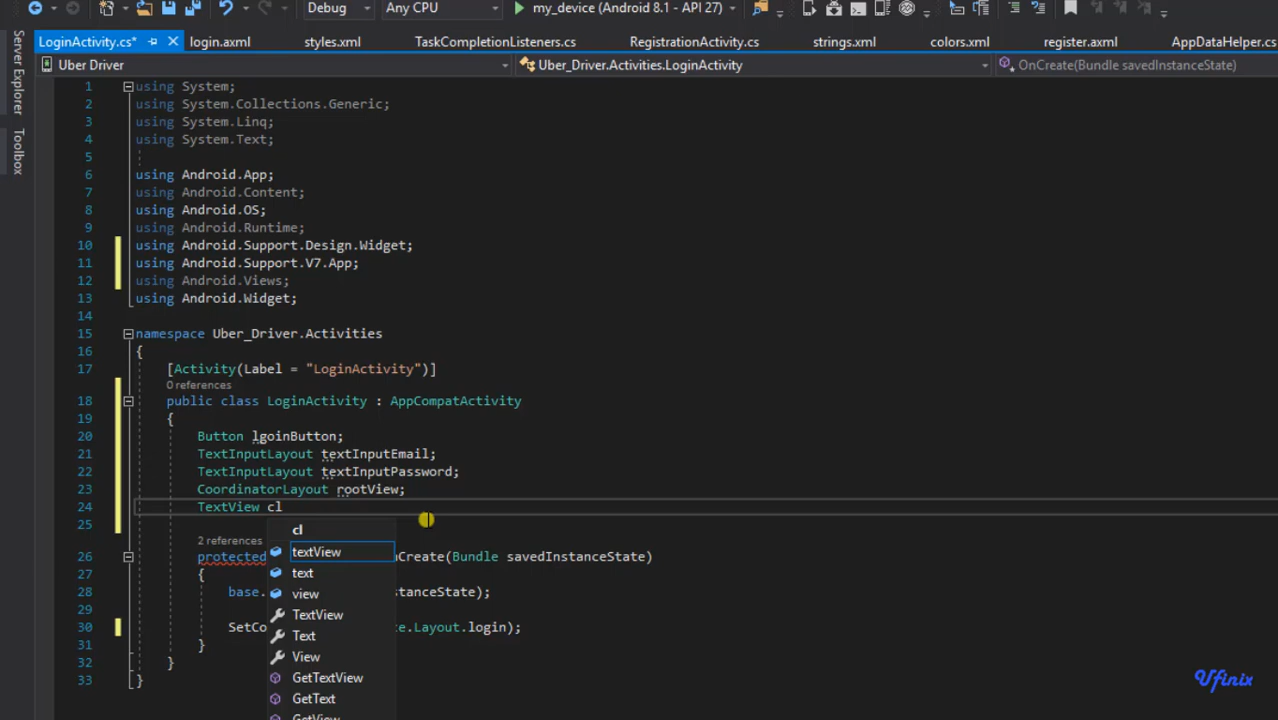 Debug Any CPU my_device (Android 8.1 - API 27)
LoginActivity.cs* login.axml styles.xml TaskCompletionListeners.cs RegistrationActivity.cs strings.xml colors.xml register.axml AppDataHelper.cs
Uber Driver Uber_Driver.Activities.LoginActivity OnCreate(Bundle savedInstanceState)
Server Explorer
Toolbox
1 using System;
2 using System.Collections.Generic;
3 using System.Linq;
4 using System.Text;
5
6 using Android.App;
7 using Android.Content;
8 using Android.OS;
9 using Android.Runtime;
10 using Android.Support.Design.Widget;
11 using Android.Support.V7.App;
12 using Android.Views;
13 using Android.Widget;
14
15 namespace Uber_Driver.Activities
16 {
17 [Activity(Label = "LoginActivity")]
0 references
18 public class LoginActivity : AppCompatActivity
19 {
20 Button lgoinButton;
21 TextInputLayout textInputEmail;
22 TextInputLayout textInputPassword;
23 CoordinatorLayout rootView;
24 TextView cl
25
cl
2 references
textView
26 protected nCreate(Bundle savedInstanceState)
27 {
text
28 base. stanceState);
view
29
TextView
30 SetCo e.Layout.login);
Text
31 }
View
32 }
GetTextView
33 }
GetText
GetView
Ufinix